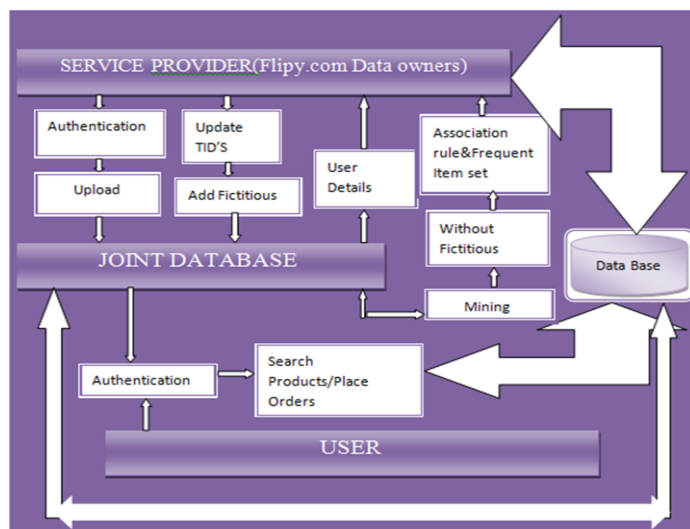 SERVICE PROVIDER(Flipy.com Data owners)
Authentication
Upload
Update
TID'S
Add Fictitious
User
Details
Association
rule&Frequent
Item set
Without
Fictitious
Mining
JOINT DATABASE
Data Base
Authentication
Search
Products/Place
Orders
USER